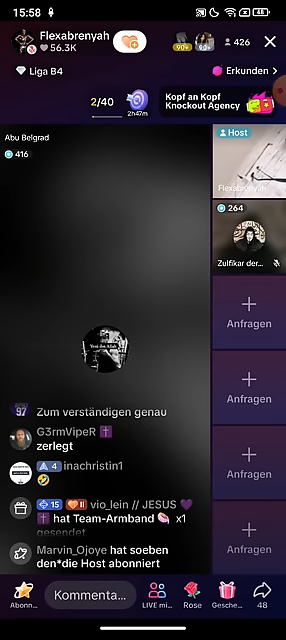 15:58
48
Flexabrenyah
56.3K
90+
90+
426
Liga B4
Erkunden >
2/40
2h47m
Kopf an Kopf
Knockout Agency
Abu Belgrad
416
Host
Flexabrenyah
264
Zulfikar der...
Anfragen
Anfragen
Anfragen
Anfragen
97 Zum verständigen genau
G3rmVipeR ✝️
zerlegt
4 inachristin1
🤣
15 II vio_lein // JESUS 💜
✝️ hat Team-Armband x1
gesendet
Marvin_Ojoye hat soeben
den*die Host abonniert
Abonn...
Kommenta...
LIVE mi...
Rose
Gesche...
48